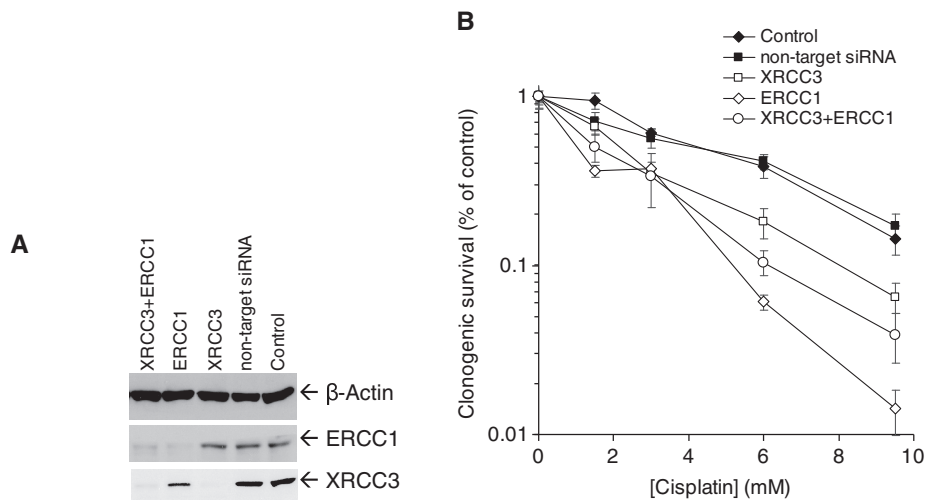 A
XRCC3+ERCC1
ERCC1
XRCC3
non-target siRNA
Control
← β-Actin
← ERCC1
← XRCC3
B
Control
non-target siRNA
XRCC3
ERCC1
XRCC3+ERCC1
Clonogenic survival (% of control)
1
0.1
0.01
0 2 4 6 8 10
[Cisplatin] (mM)